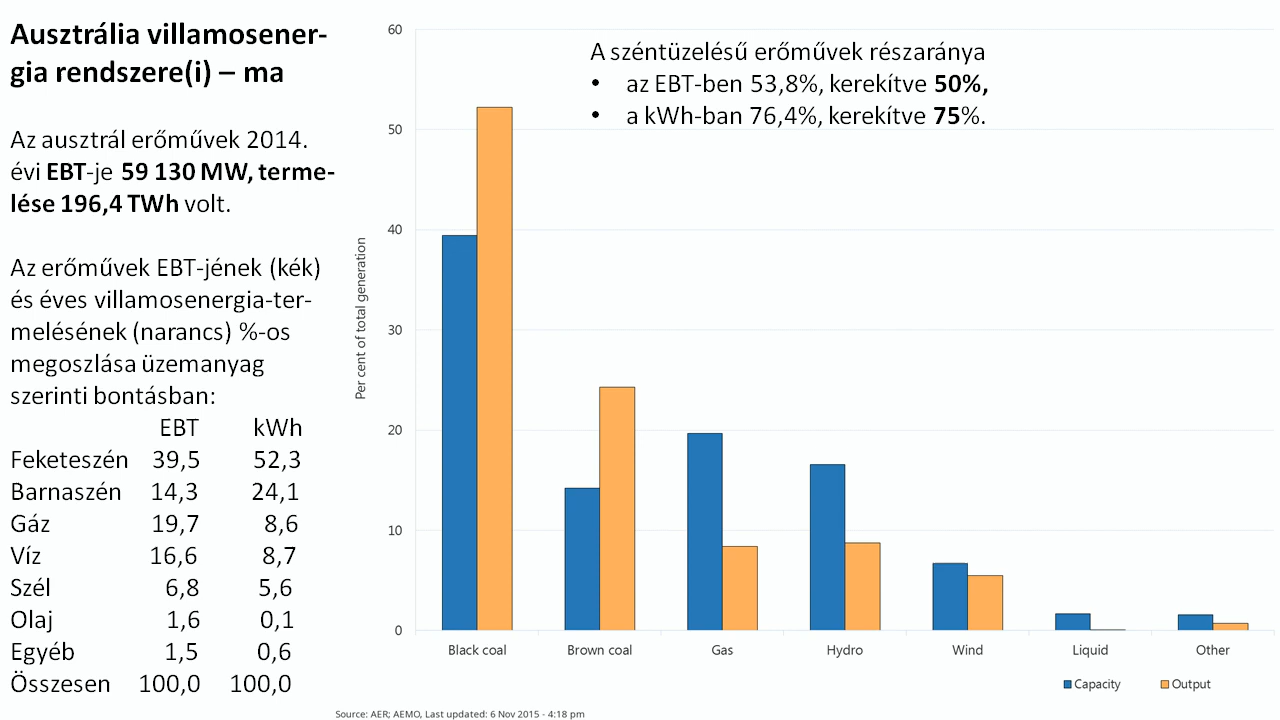 Ausztrália villamosener-
gia rendszere(i) – ma
Az ausztrál erőművek 2014.
évi EBT-je 59 130 MW, terme-
lése 196,4 TWh volt.
Az erőművek EBT-jének (kék)
és éves villamosenergia-ter-
melésének (narancs) %-os
megoszlása üzemanyag
szerinti bontásban:
EBT kWh
Feketeszén 39,5 52,3
Barnaszén 14,3 24,1
Gáz 19,7 8,6
Víz 16,6 8,7
Szél 6,8 5,6
Olaj 1,6 0,1
Egyéb 1,5 0,6
Összesen 100,0 100,0
A széntüzelésű erőművek részaránya
• az EBT-ben 53,8%, kerekítve 50%,
• a kWh-ban 76,4%, kerekítve 75%.
Per cent of total generation
60
50
40
30
20
10
0
Black coal Brown coal Gas Hydro Wind Liquid Other
Capacity Output
Source: AER; AEMO, Last updated: 6 Nov 2015 - 4:18 pm